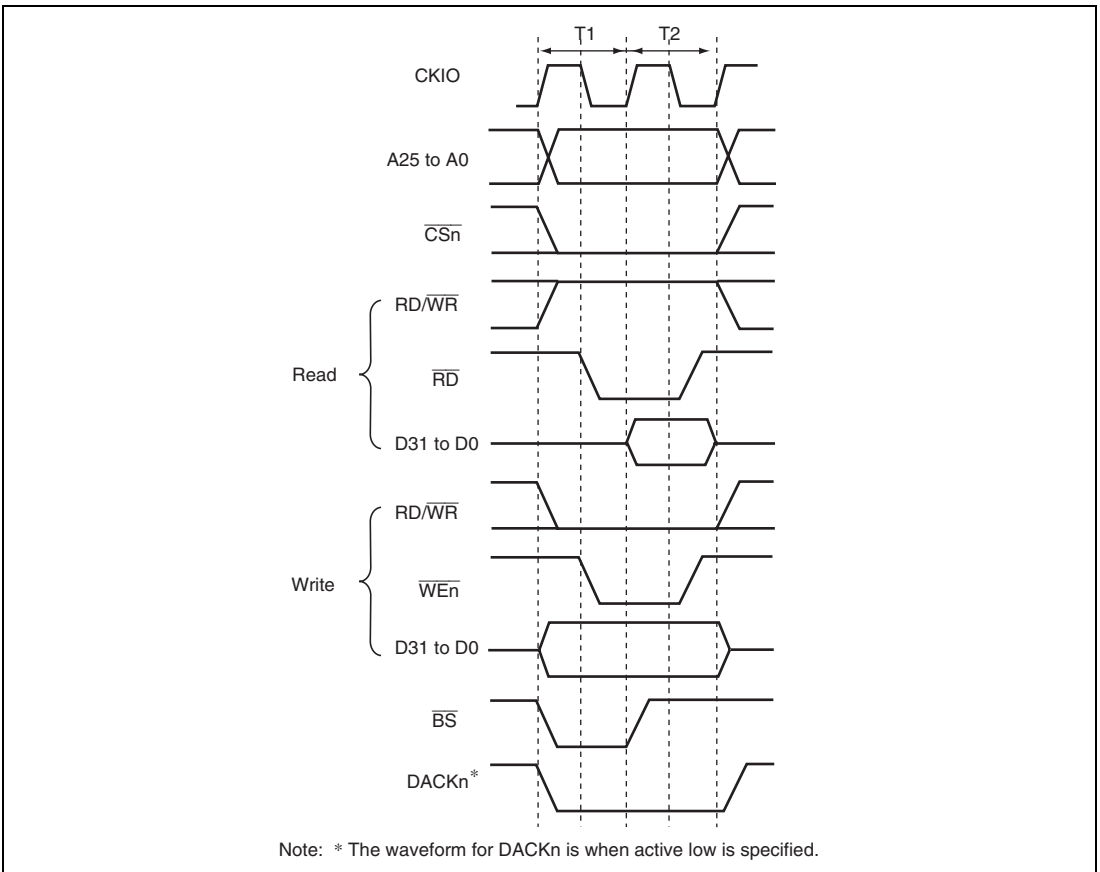 T1 T2
CKIO
A25 to A0
CSn
RD/WR
Read
RD
D31 to D0
RD/WR
Write
WEn
D31 to D0
BS
DACKn*
Note: * The waveform for DACKn is when active low is specified.